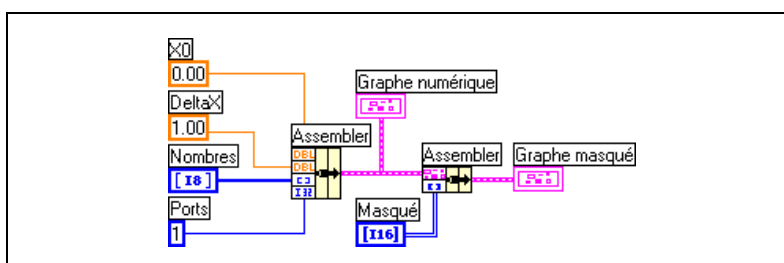 X0
0.00
Graphe numérique
DeltaX
1.00
Assembler
DBL
DBL
Nombres
Assembler
Graphe masqué
[I8]
I32
Ports
Masqué
1
[I16]